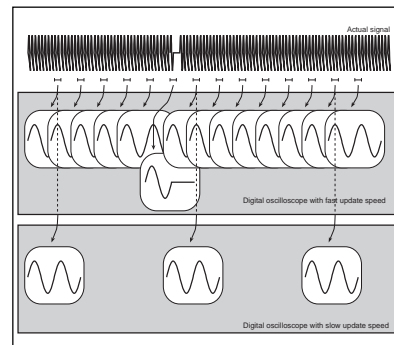 Actual signal
Digital oscilloscope with fast update speed
Digital oscilloscope with slow update speed